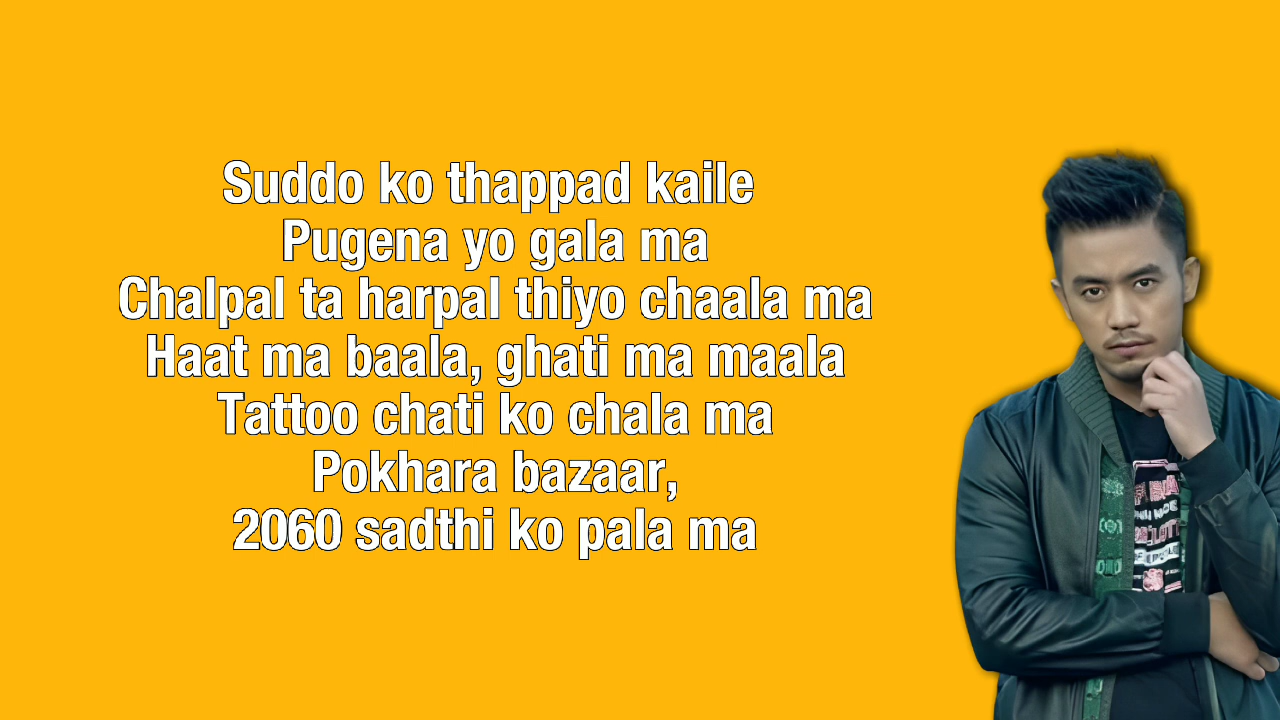 Suddo ko thappad kaile
Pugena yo gala ma
Chalpal ta harpal thiyo chaala ma
Haat ma baala, ghati ma maala
Tattoo chati ko chala ma
Pokhara bazaar,
2060 sadthi ko pala ma